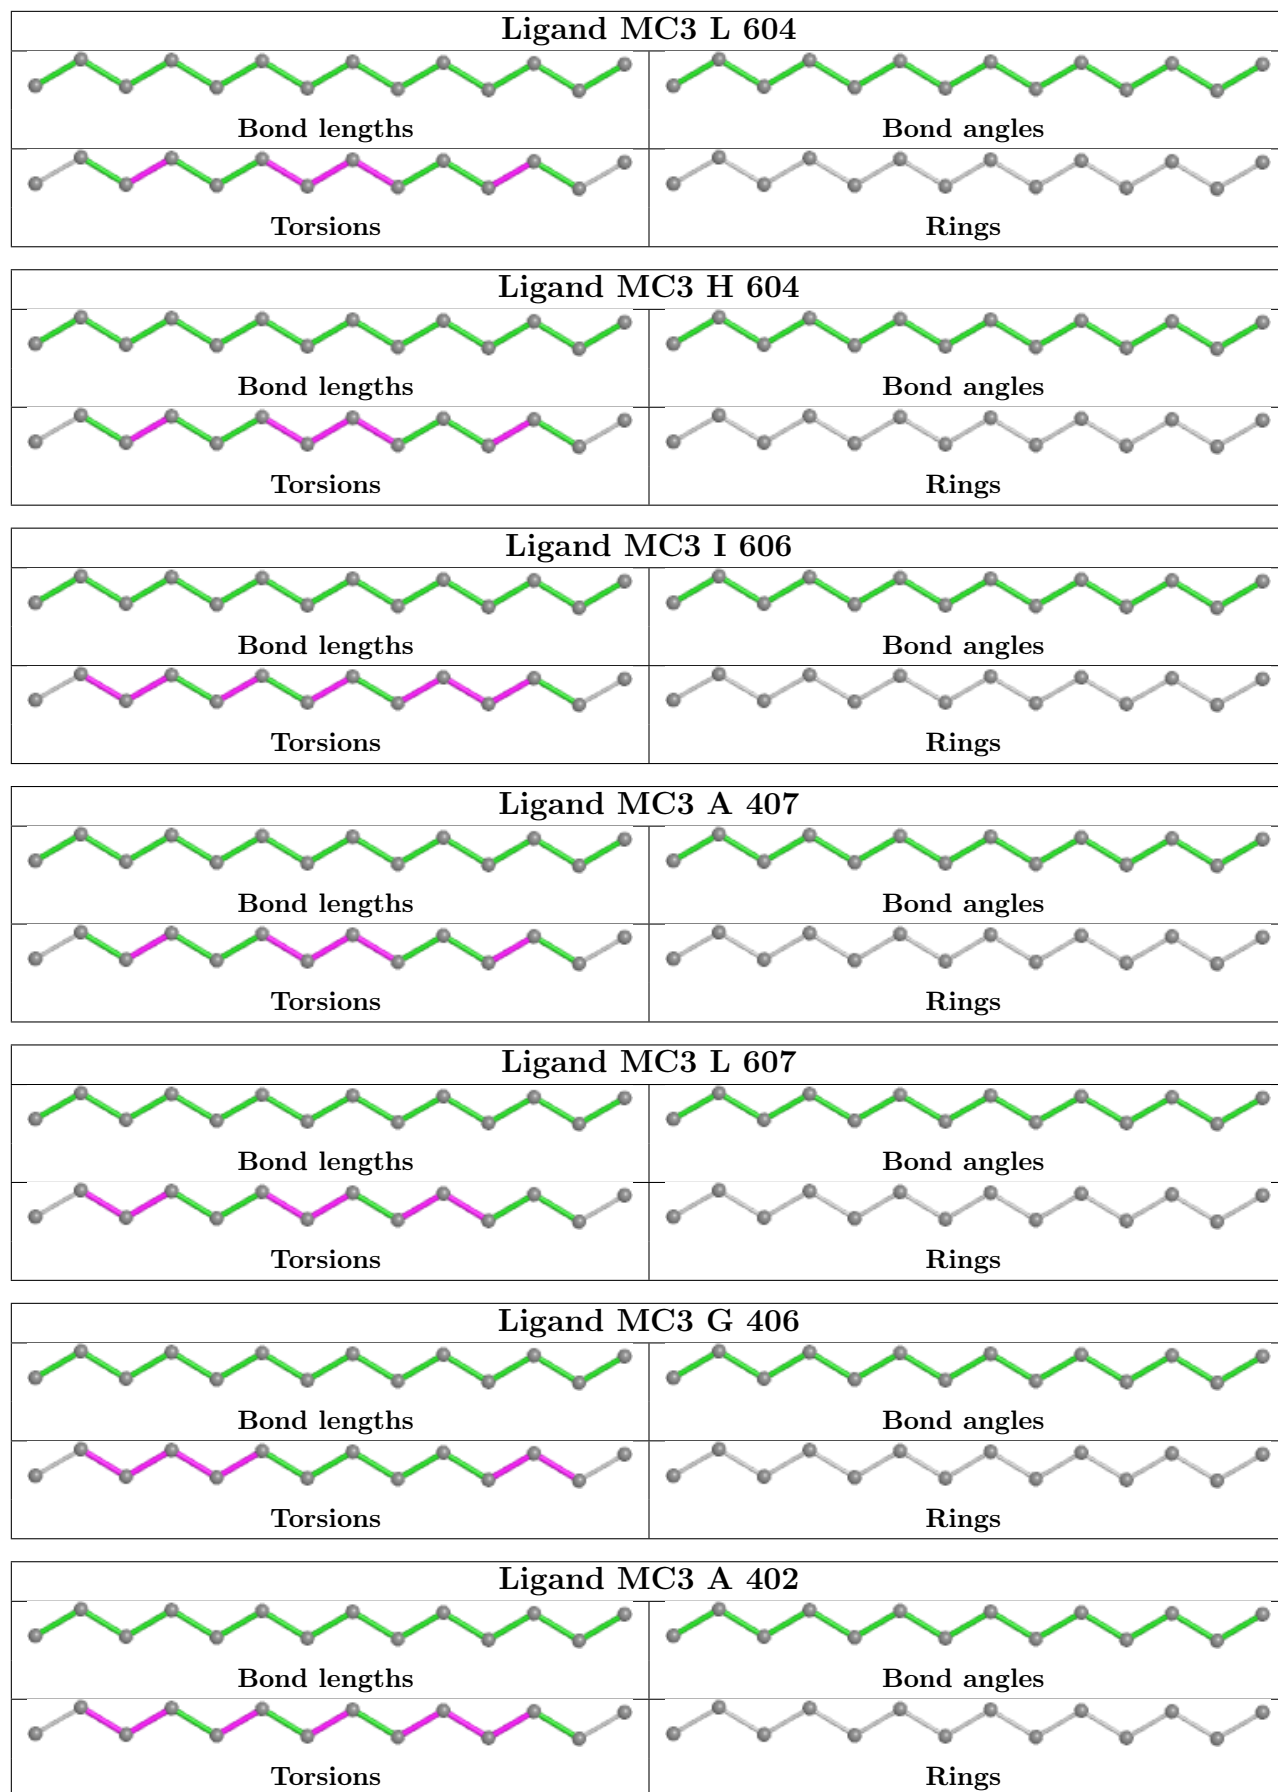 Ligand MC3 L 604
Bond lengths
Bond angles
Torsions
Rings
Ligand MC3 H 604
Bond lengths
Bond angles
Torsions
Rings
Ligand MC3 I 606
Bond lengths
Bond angles
Torsions
Rings
Ligand MC3 A 407
Bond lengths
Bond angles
Torsions
Rings
Ligand MC3 L 607
Bond lengths
Bond angles
Torsions
Rings
Ligand MC3 G 406
Bond lengths
Bond angles
Torsions
Rings
Ligand MC3 A 402
Bond lengths
Bond angles
Torsions
Rings